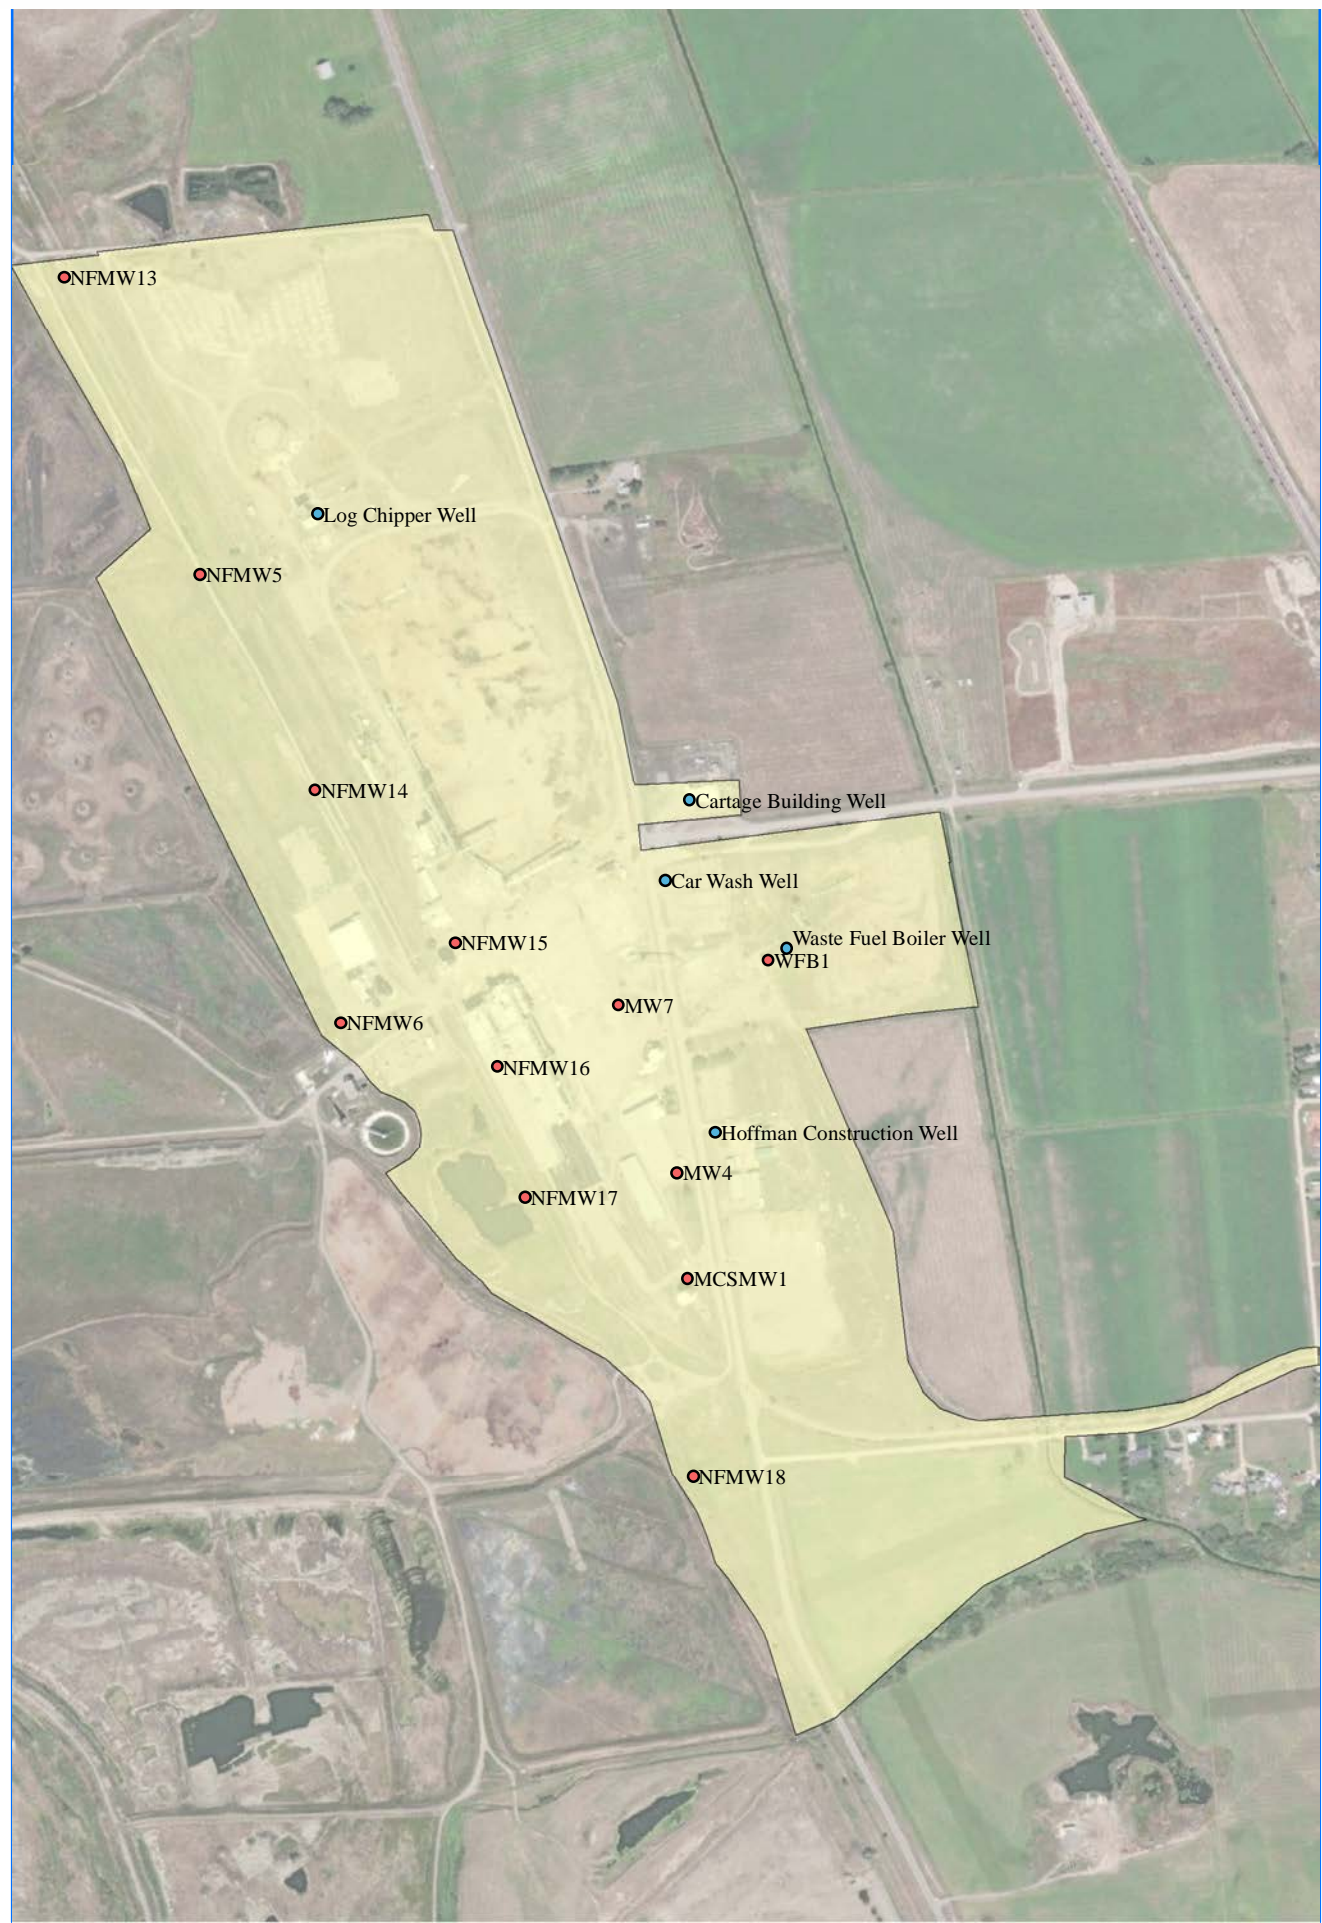 NFMW13
Log Chipper Well
NFMW5
NFMW14
Cartage Building Well
Car Wash Well
Waste Fuel Boiler Well
NFMW15
WFB1
MW7
NFMW6
NFMW16
Hoffman Construction Well
MW4
NFMW17
MCSMW1
NFMW18